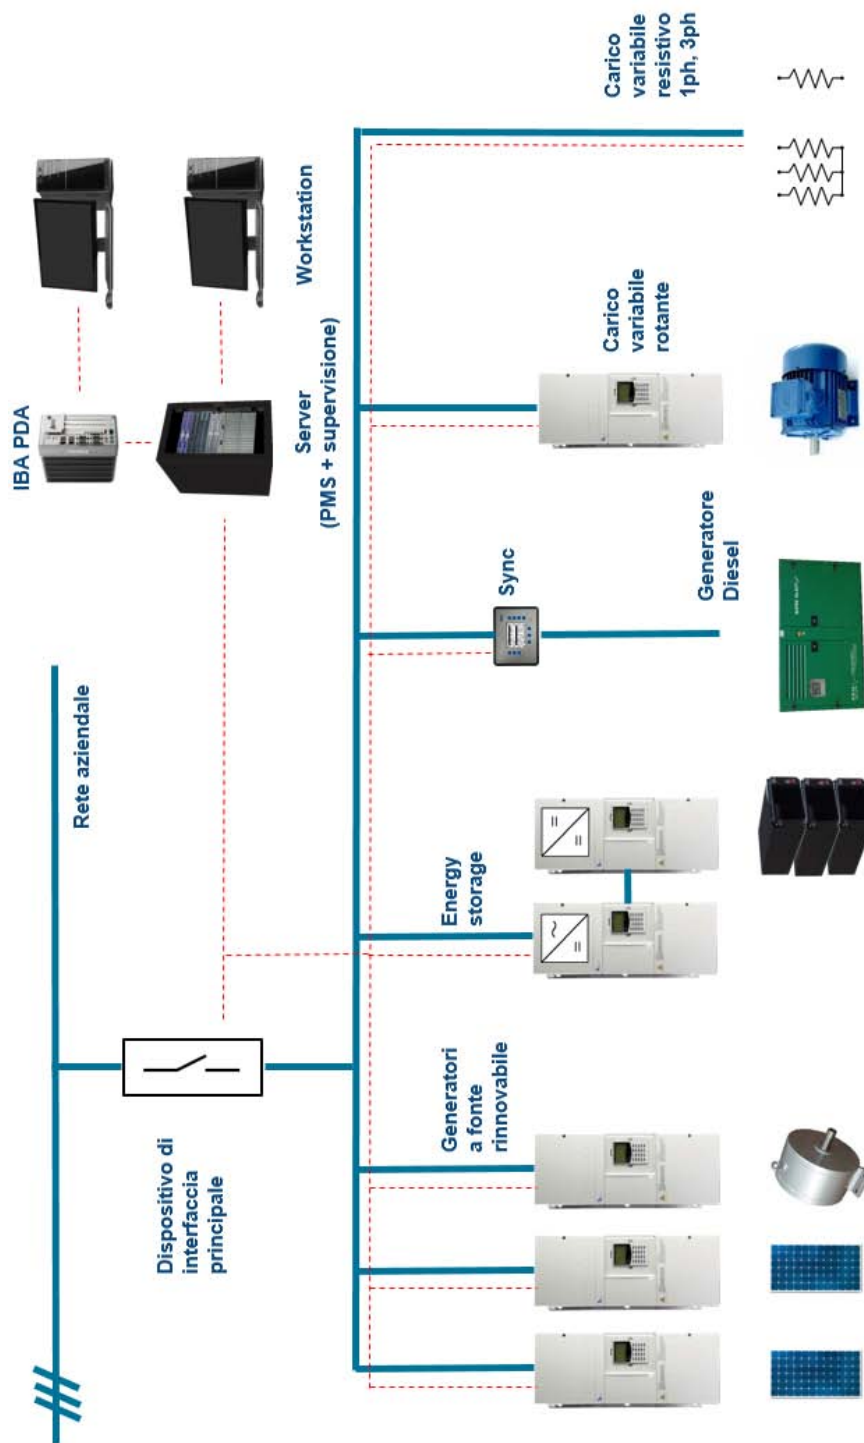 Rete aziendale
IBA PDA
Workstation
Server
(PMS + supervisione)
Dispositivo di
interfaccia
principale
Generatori
a fonte
rinnovabile
Energy
storage
Sync
Generatore
Diesel
Carico
variabile
rotante
Carico
variabile
resistivo
1ph, 3ph